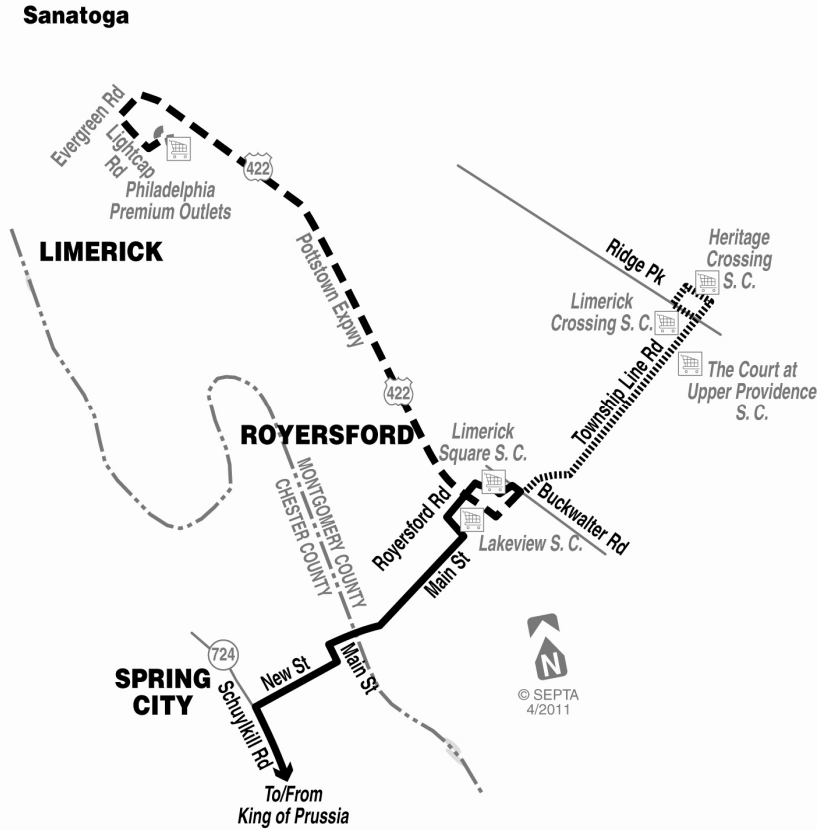 Sanatoga
Evergreen Rd
Lightcap
Rd
422
Philadelphia
Premium Outlets
LIMERICK
Pottstown Expwy
Ridge Pk
Heritage
Crossing
S. C.
Limerick
Crossing S. C.
Township Line Rd
The Court at
Upper Providence
S. C.
422
ROYERSFORD
Limerick
Square S. C.
MONTGOMERY COUNTY
CHESTER COUNTY
Royersford Rd
Buckwalter Rd
Lakeview S. C.
Main St
724
New St
Main St
SPRING
CITY
Schuylkill Rd
N
© SEPTA
4/2011
To/From
King of Prussia